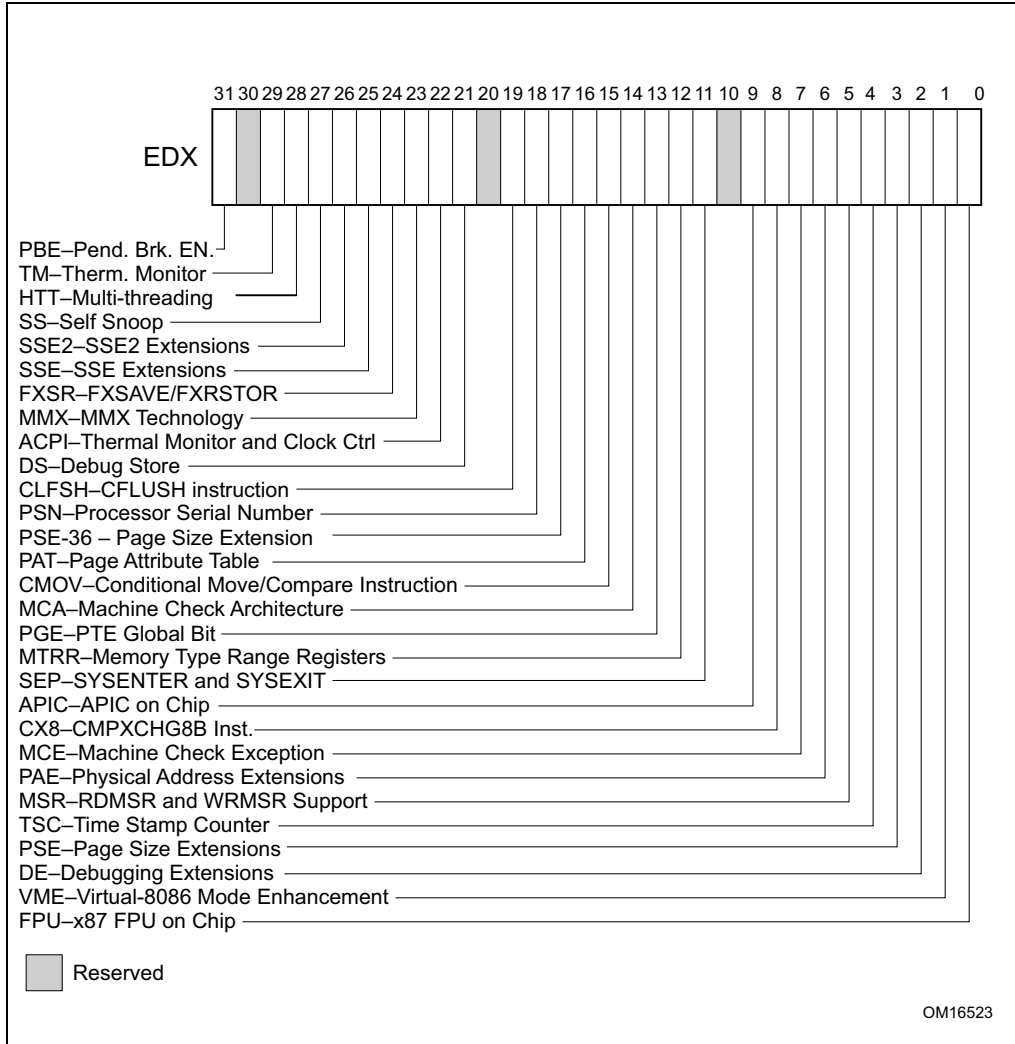 31 30 29 28 27 26 25 24 23 22 21 20 19 18 17 16 15 14 13 12 11 10 9 8 7 6 5 4 3 2 1 0
EDX
PBE–Pend. Brk. EN.
TM–Therm. Monitor
HTT–Multi-threading
SS–Self Snoop
SSE2–SSE2 Extensions
SSE–SSE Extensions
FXSR–FXSAVE/FXRSTOR
MMX–MMX Technology
ACPI–Thermal Monitor and Clock Ctrl
DS–Debug Store
CLFSH–CFLUSH instruction
PSN–Processor Serial Number
PSE-36 – Page Size Extension
PAT–Page Attribute Table
CMOV–Conditional Move/Compare Instruction
MCA–Machine Check Architecture
PGE–PTE Global Bit
MTRR–Memory Type Range Registers
SEP–SYSENTER and SYSEXIT
APIC–APIC on Chip
CX8–CMPXCHG8B Inst.
MCE–Machine Check Exception
PAE–Physical Address Extensions
MSR–RDMSR and WRMSR Support
TSC–Time Stamp Counter
PSE–Page Size Extensions
DE–Debugging Extensions
VME–Virtual-8086 Mode Enhancement
FPU–x87 FPU on Chip
Reserved
OM16523